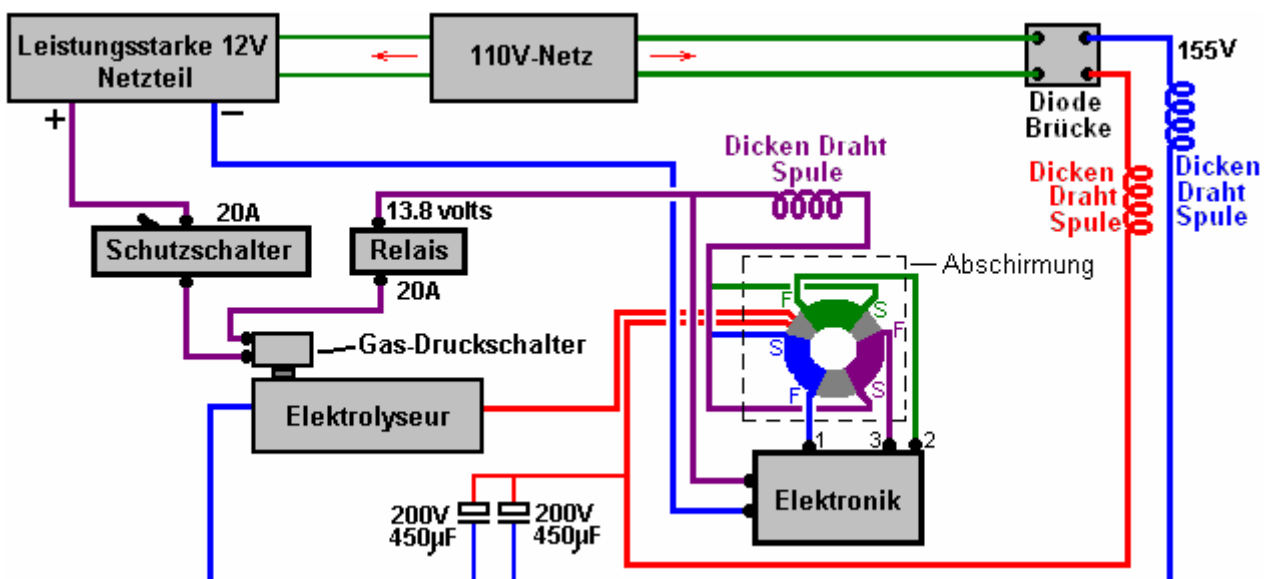 Leistungsstarke 12V
Netzteil
110V-Netz
155V
Diode
Brücke
+
−
Dicken Draht
Spule
Dicken
Draht
Spule
Dicken
Draht
Spule
20A
13.8 volts
Schutzschalter
Relais
20A
Abschirmung
F
S
F
S
S
F
Gas-Druckschalter
Elektrolyseur
1
3
2
Elektronik
200V
450µF
200V
450µF